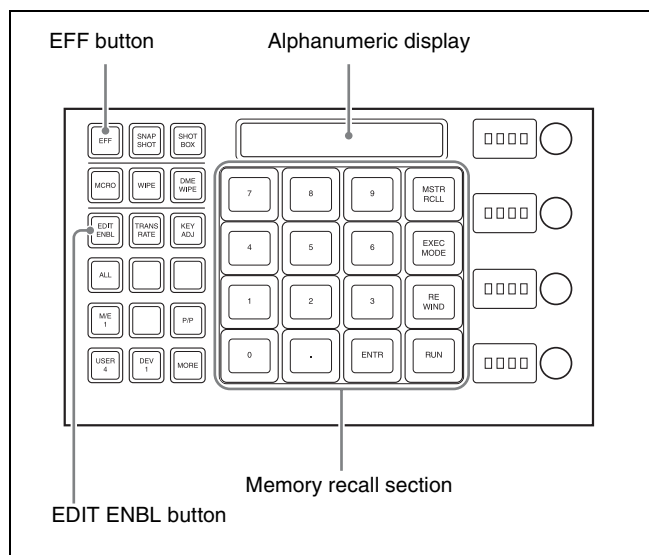 EFF button
Alphanumeric display
EFF
SNAP
SHOT
SHOT
BOX
MCRO
WIPE
DME
WIPE
7
8
9
MSTR
RCLL
EDIT
ENBL
TRANS
RATE
KEY
ADJ
4
5
6
EXEC
MODE
ALL
1
2
3
RE
WIND
M/E
1
P/P
0
.
ENTR
RUN
USER
4
DEV
1
MORE
Memory recall section
EDIT ENBL button